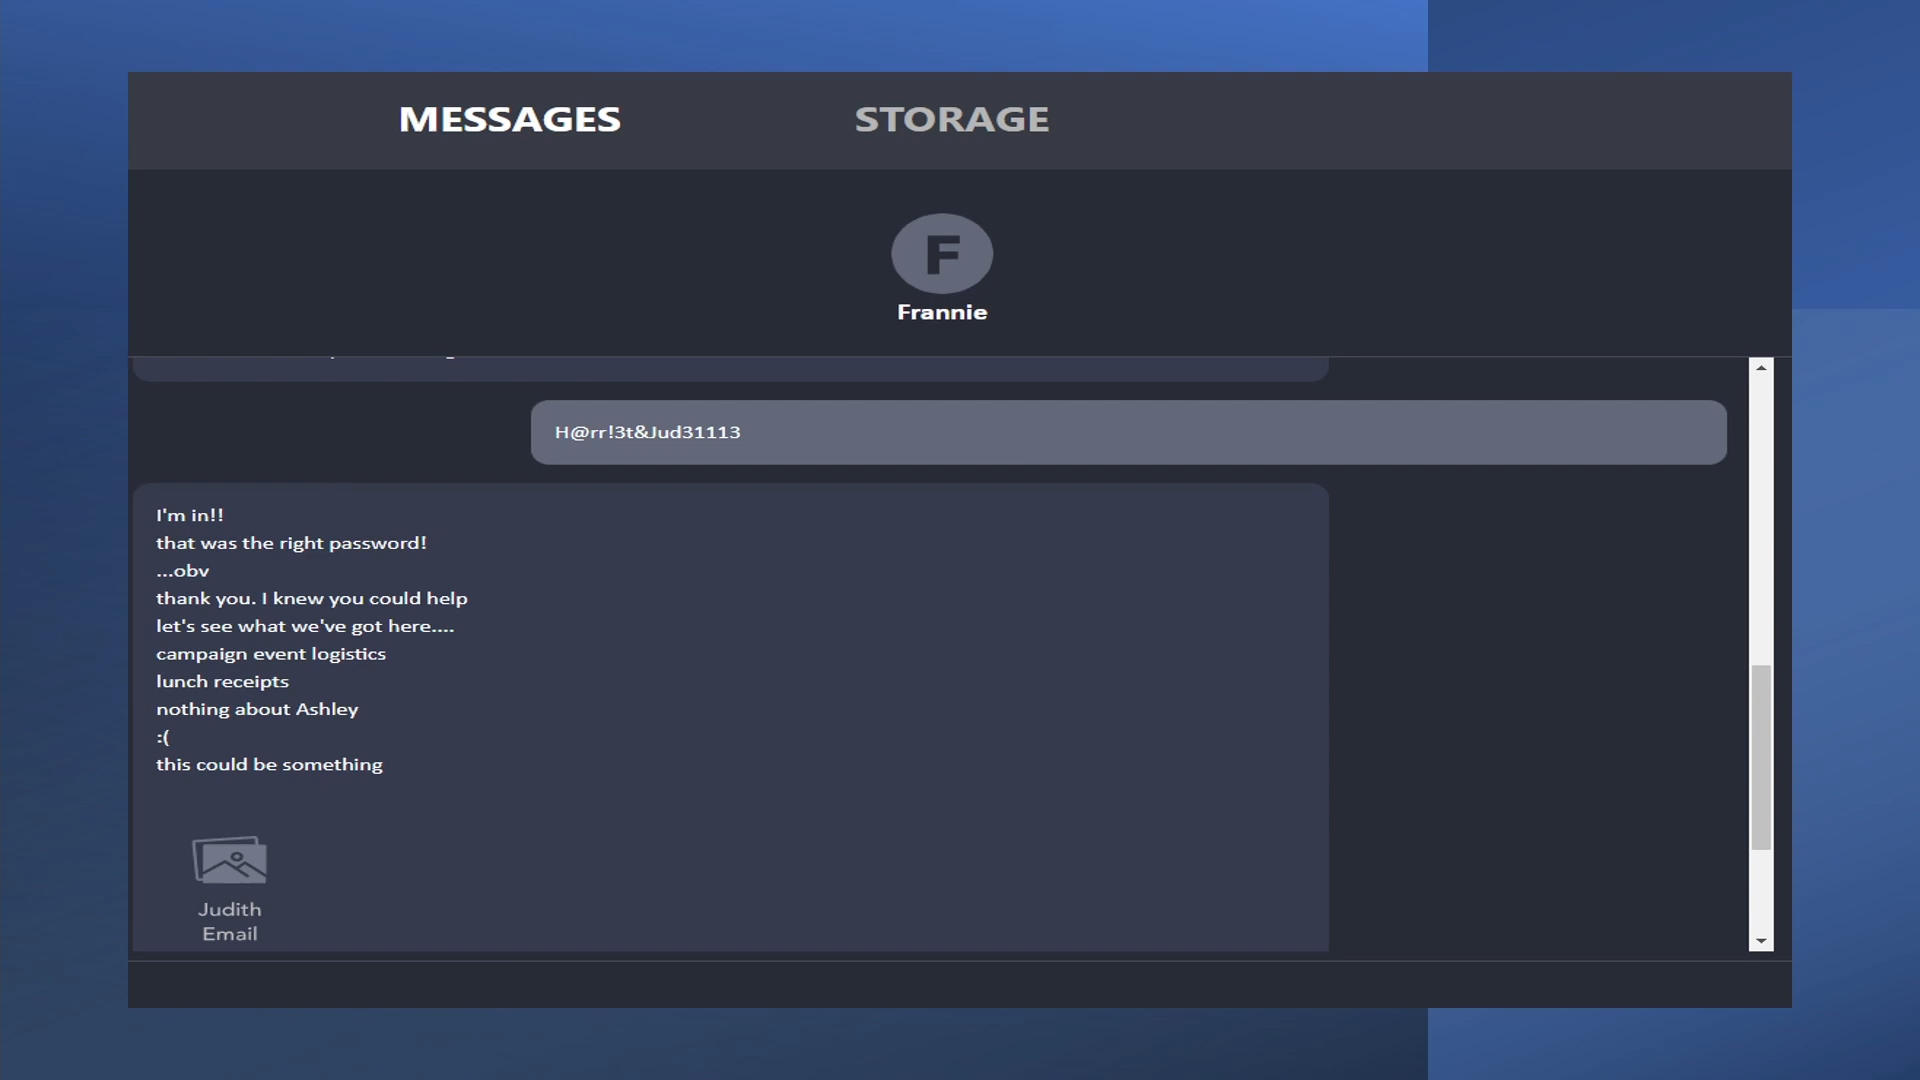 MESSAGES
STORAGE
F
Frannie
H@rr!3t&Jud31113
I'm in!!
that was the right password!
...obv
thank you. I knew you could help
let's see what we've got here....
campaign event logistics
lunch receipts
nothing about Ashley
:(
this could be something
Judith
Email